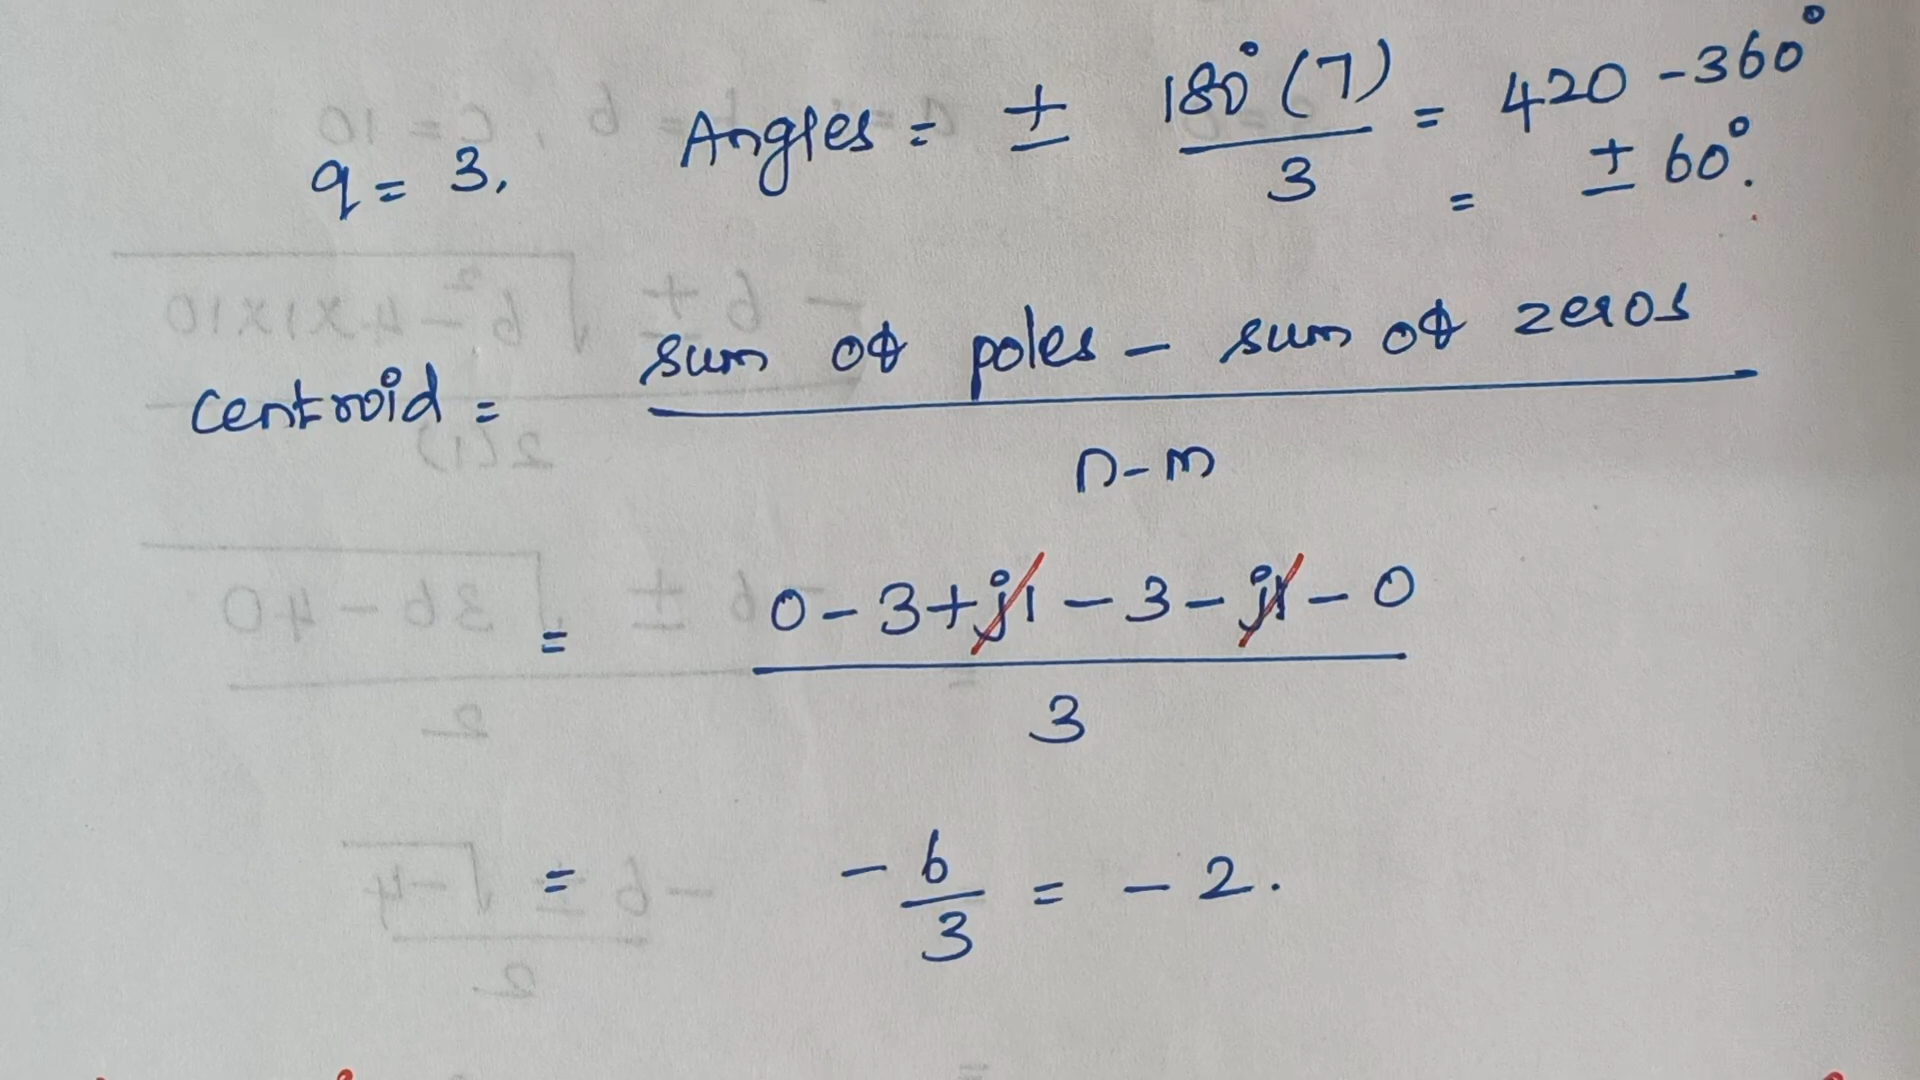 q = 3, Angles = ± 180°(7) / 3 = 420 - 360°
= ± 60°.
centroid = sum of poles - sum of zeros / n-m
= 0 - 3 + j1 - 3 - j1 - 0 / 3
= - 6/3 = - 2.